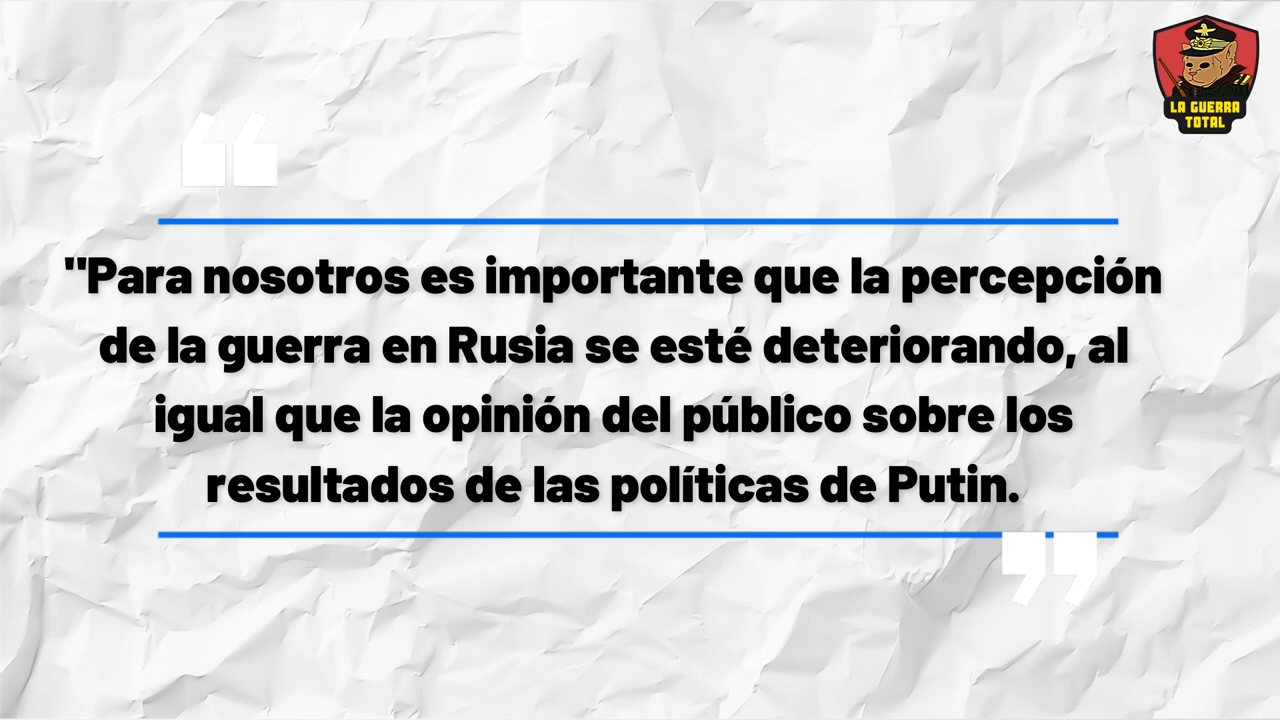 LA GUERRA
TOTAL
"Para nosotros es importante que la percepción
de la guerra en Rusia se esté deteriorando, al
igual que la opinión del público sobre los
resultados de las políticas de Putin.